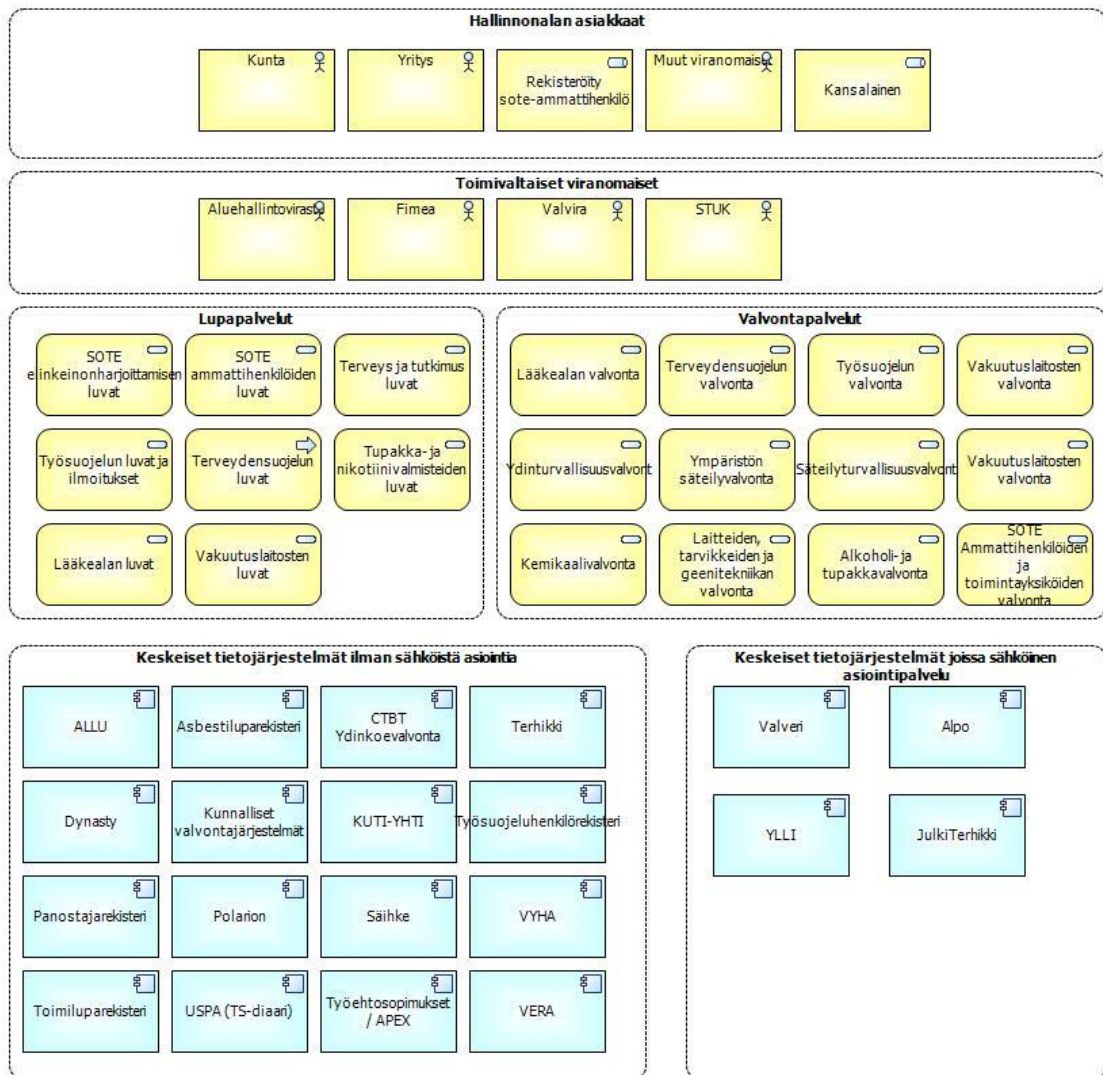 Hallinnonalan asiakkaat
Kunta
Yritys
Rekisteröity
sote-ammattihenkilö
Muut viranomaiset
Kansalainen
Toimivaltaiset viranomaiset
Aluehallintovirasto
Fimea
Valvira
STUK
Lupapalvelut
SOTE
elinkeinonharjoittamisen
luvat
SOTE
ammattihenkilöiden
luvat
Terveys ja tutkimus
luvat
Työsuojelun luvat ja
ilmoitukset
Terveydensuojelun
luvat
Tupakka- ja
nikotiinivalmisteiden
luvat
Lääkealan luvat
Vakuutuslaitosten
luvat
Valvontapalvelut
Lääkealan valvonta
Terveydensuojelun
valvonta
Työsuojelun
valvonta
Vakuutuslaitosten
valvonta
Ydinturvallisuusvalvont
Ympäristön
säteilyvalvonta
Säteilyturvallisuusvalvont
Vakuutuslaitosten
valvonta
Kemikaalivalvonta
Laitteiden,
tarvikkeiden ja
geenitekniikan
valvonta
Alkoholi- ja
tupakkavalvonta
SOTE
Ammattihenkilöiden
ja
toimintayksiköiden
valvonta
Keskeiset tietojärjestelmät ilman sähköistä asiointia
ALLU
Asbestiluparekisteri
CTBT
Ydinkoevalvonta
Terhikki
Dynasty
Kunnalliset
valvontajärjestelmät
KUTI-YHTI
Työsuojeluhenkilörekisteri
Panostajarekisteri
Polarion
Säihke
VYHA
Toimiluparekisteri
USPA (TS-diaari)
Työehtosopimukset
/ APEX
VERA
Keskeiset tietojärjestelmät joissa sähköinen
asiointipalvelu
Valveri
Alpo
YLLI
JulkiTerhikki